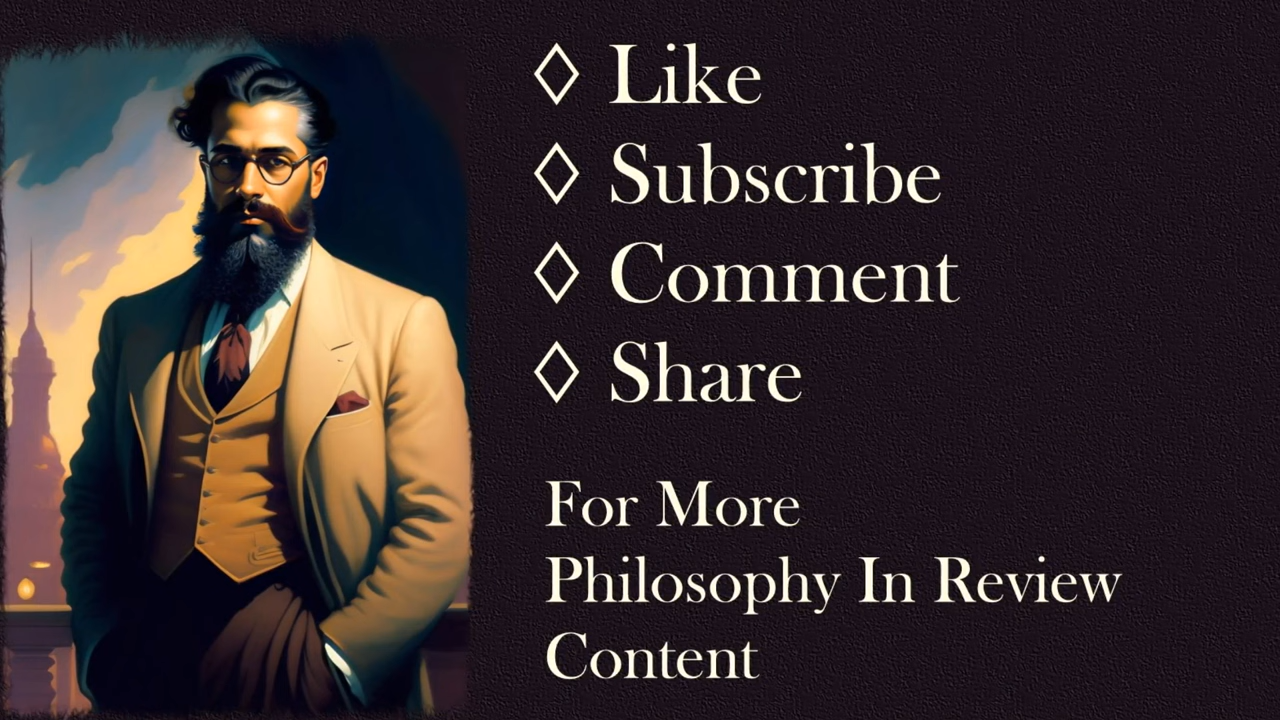 ◊ Like
◊ Subscribe
◊ Comment
◊ Share
For More
Philosophy In Review
Content